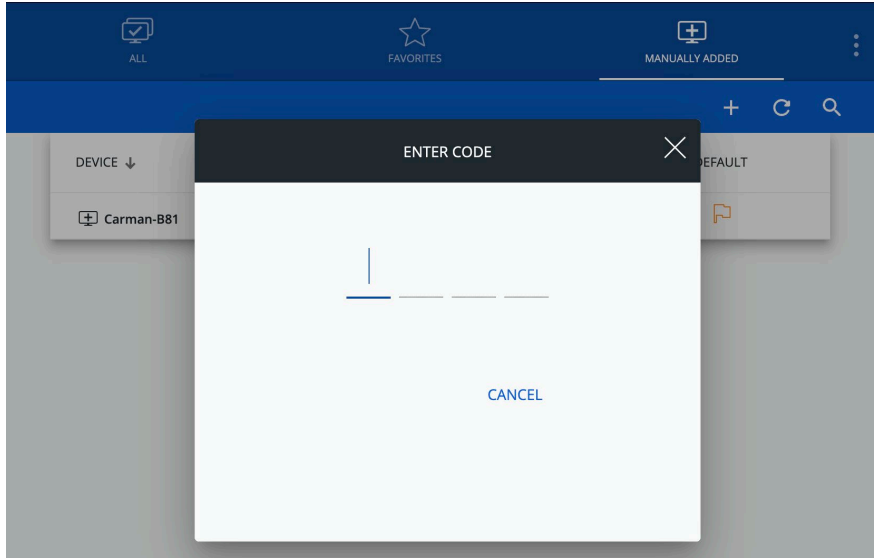 ALL
FAVORITES
MANUALLY ADDED
ENTER CODE
DEVICE
EFAULT
Carman-B81
CANCEL